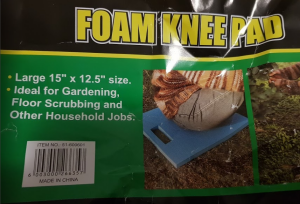 FOAM KNEE PAD
• Large 15" x 12.5" size.
• Ideal for Gardening,
Floor Scrubbing and
Other Household Jobs.
MADE IN CHINA